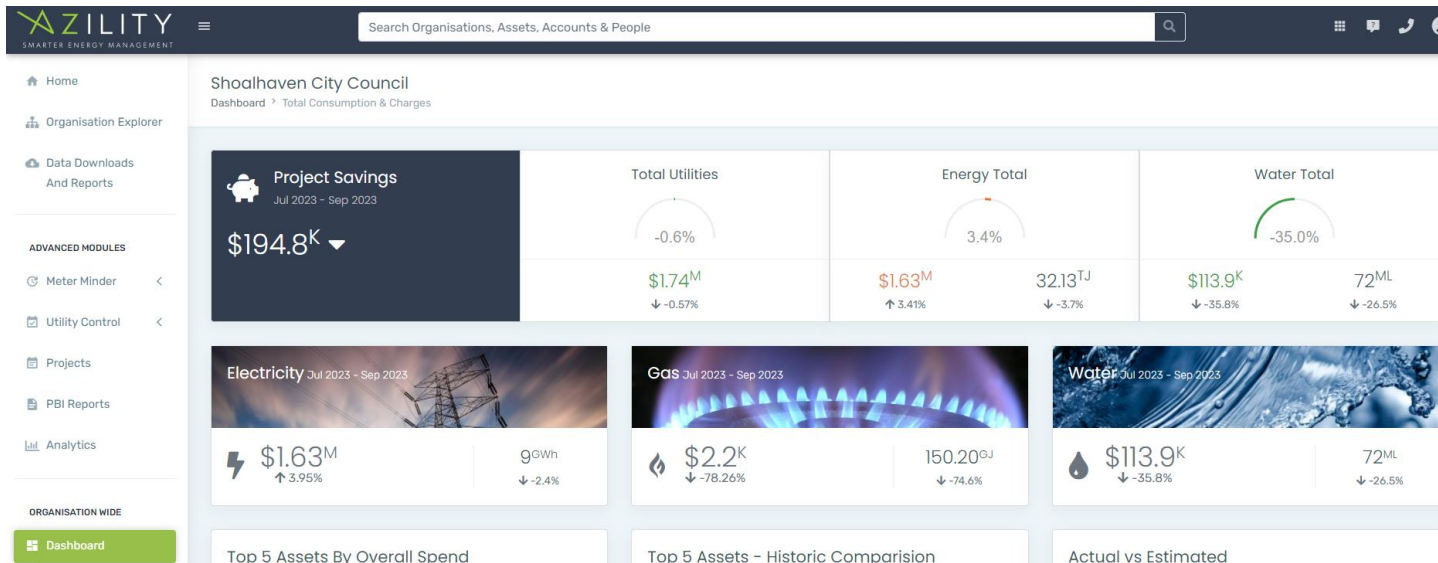 AZILITY
SMARTER ENERGY MANAGEMENT
Search Organisations, Assets, Accounts & People
Home
Organisation Explorer
Data Downloads
And Reports
ADVANCED MODULES
Meter Minder
Utility Control
Projects
PBI Reports
Analytics
ORGANISATION WIDE
Dashboard
Shoalhaven City Council
Dashboard > Total Consumption & Charges
Project Savings
Jul 2023 - Sep 2023
$194.8K
Total Utilities
-0.6%
$1.74M
-0.57%
Energy Total
3.4%
$1.63M 32.13TJ
3.41% -3.7%
Water Total
-35.0%
$113.9K 72ML
-35.8% -26.5%
Electricity Jul 2023 - Sep 2023
$1.63M 9GWh
3.95% -2.4%
Gas Jul 2023 - Sep 2023
$2.2K 150.20GJ
-78.26% -74.6%
Water Jul 2023 - Sep 2023
$113.9K 72ML
-35.8% -26.5%
Top 5 Assets By Overall Spend
Top 5 Assets - Historic Comparision
Actual vs Estimated